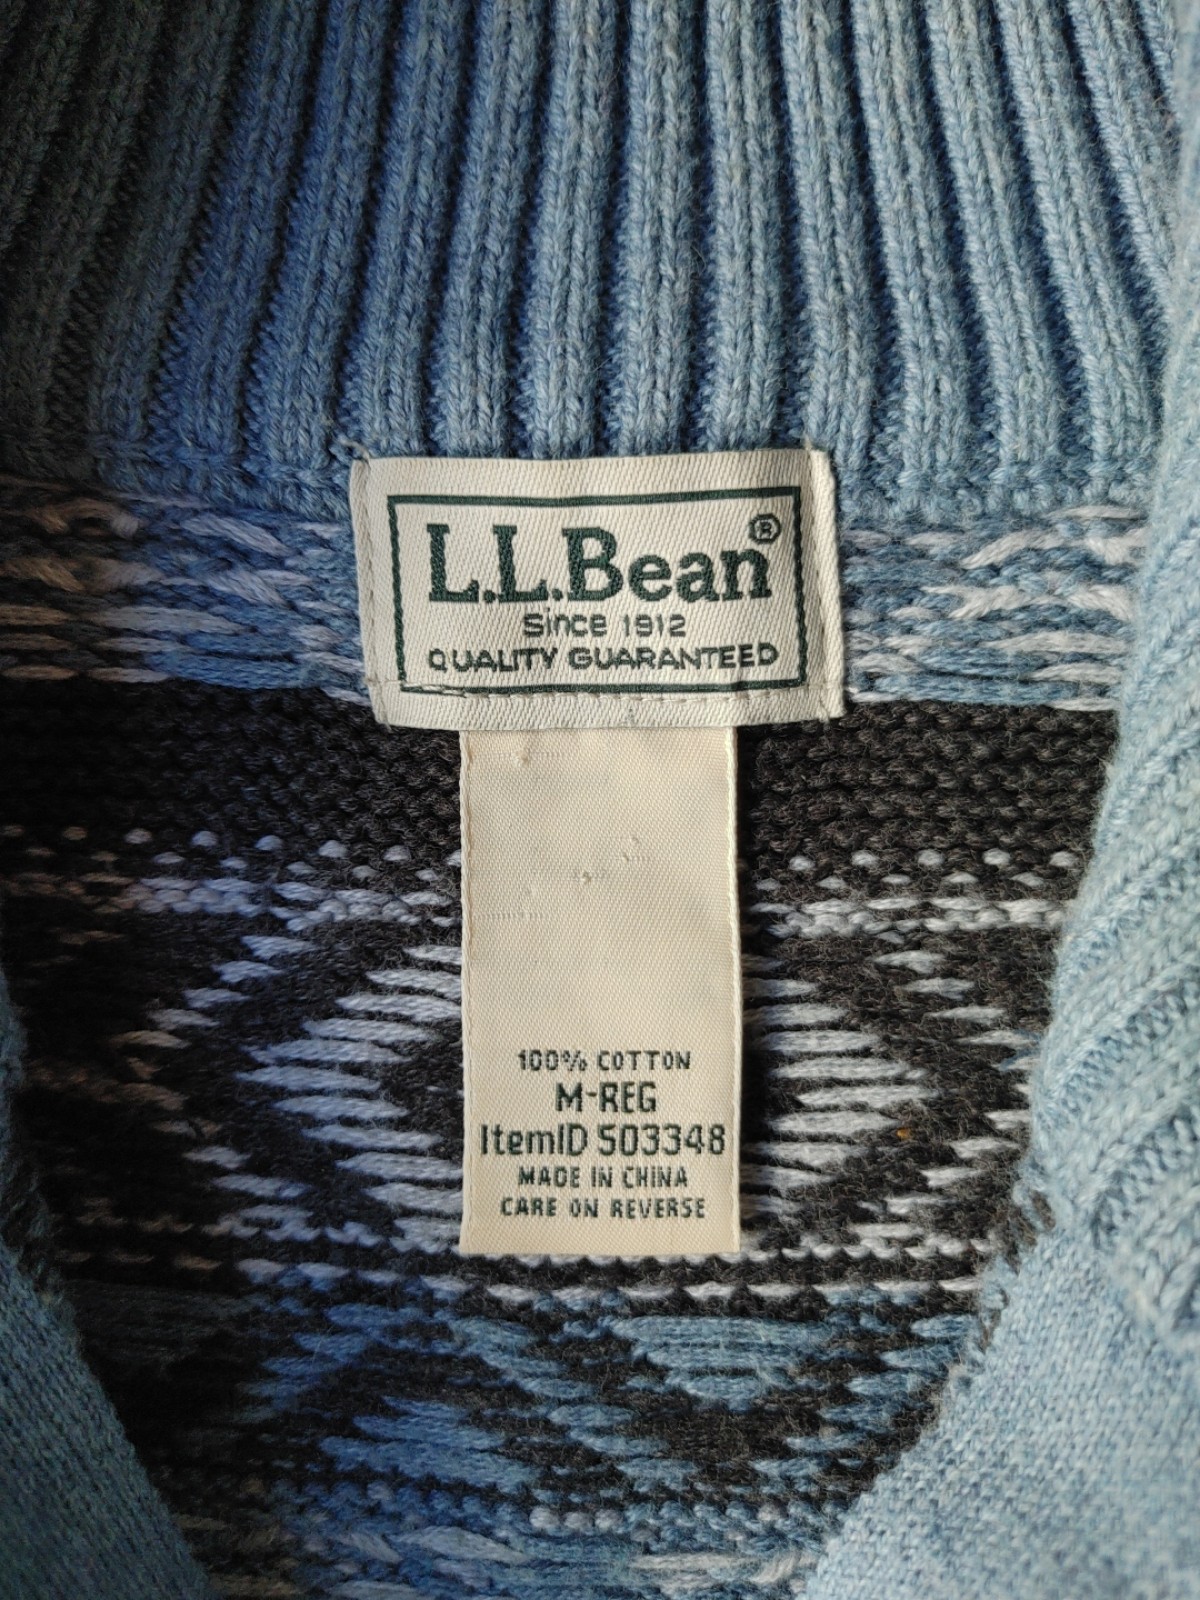 L.L.Bean®
Since 1912
QUALITY GUARANTEED
100% COTTON
M-REG
ItemID 503348
MADE IN CHINA
CARE ON REVERSE